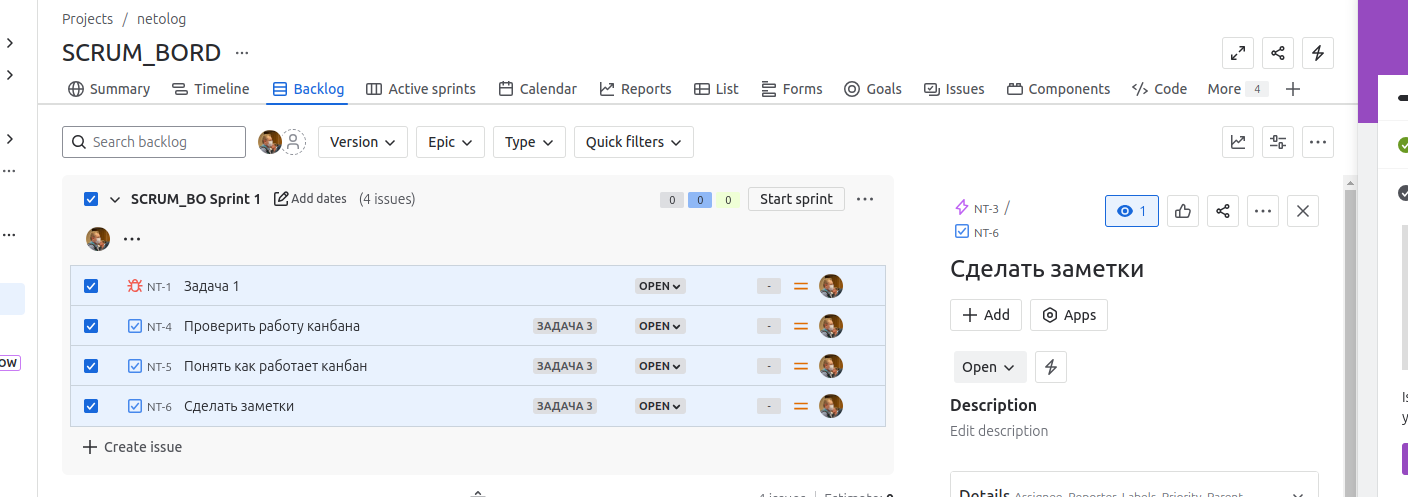 Projects / netolog
SCRUM_BORD ...
Summary Timeline Backlog Active sprints Calendar Reports List Forms Goals Issues Components Code More 4
Search backlog Version Epic Type Quick filters
SCRUM_BO Sprint 1 Add dates (4 issues) 0 0 0 Start sprint
NT-1 Задача 1 OPEN -
NT-4 Проверить работу канбана ЗАДАЧА 3 OPEN -
NT-5 Понять как работает канбан ЗАДАЧА 3 OPEN -
NT-6 Сделать заметки ЗАДАЧА 3 OPEN -
Create issue
4 issues Estimate: 0
NT-3 /
NT-6
1
Сделать заметки
Add Apps
Open
Description
Edit description
Details Assignee, Reporter, Labels, Priority, Parent
OW
Is
y